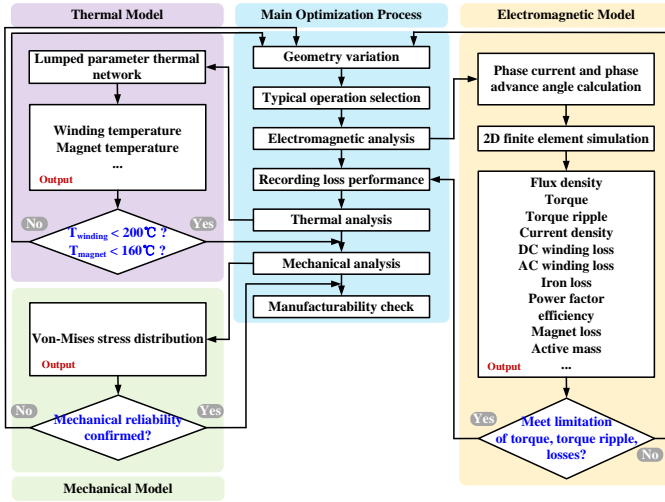 Thermal Model
Main Optimization Process
Electromagnetic Model
Lumped parameter thermal
network
Winding temperature
Magnet temperature
...
Output
No
Yes
T winding < 200℃ ?
T magnet < 160℃ ?
Geometry variation
Typical operation selection
Electromagnetic analysis
Recording loss performance
Thermal analysis
Mechanical analysis
Manufacturability check
Phase current and phase
advance angle calculation
2D finite element simulation
Flux density
Torque
Torque ripple
Current density
DC winding loss
AC winding loss
Iron loss
Power factor
efficiency
Magnet loss
Active mass
...
Output
Yes
Meet limitation
of torque, torque ripple,
losses?
No
Von-Mises stress distribution
Output
No
Yes
Mechanical reliability
confirmed?
Mechanical Model